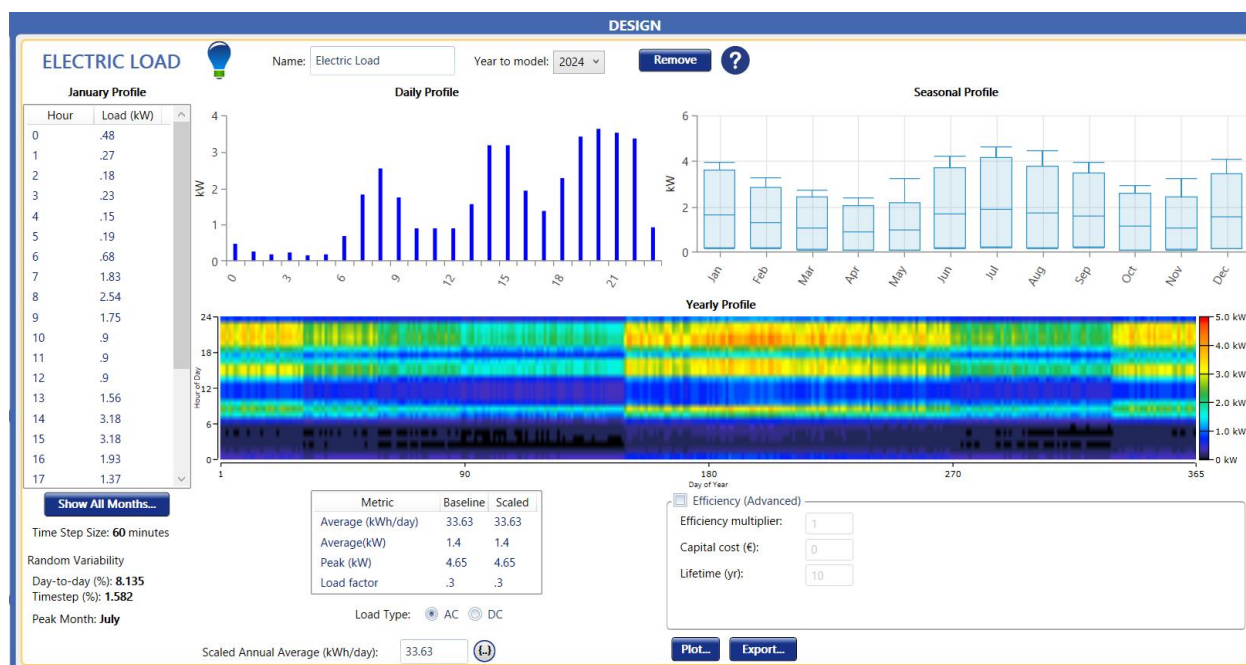 DESIGN
ELECTRIC LOAD
Name: Electric Load Year to model: 2024 Remove ?
January Profile
Hour Load (kW)
0 .48
1 .27
2 .18
3 .23
4 .15
5 .19
6 .68
7 1.83
8 2.54
9 1.75
10 .9
11 .9
12 .9
13 1.56
14 3.18
15 3.18
16 1.93
17 1.37
Show All Months...
Time Step Size: 60 minutes
Random Variability
Day-to-day (%): 8.135
Timestep (%): 1.582
Peak Month: July
Daily Profile
kW
4
3
2
1
0
0 3 6 9 12 15 18 21
Seasonal Profile
kW
6
4
2
0
Jan Feb Mar Apr May Jun Jul Aug Sep Oct Nov Dec
Yearly Profile
Hour of Day
24
18
12
6
0
1 90 180 270 365
Day of Year
5.0 kW
4.0 kW
3.0 kW
2.0 kW
1.0 kW
0 kW
Metric Baseline Scaled
Average (kWh/day) 33.63 33.63
Average(kW) 1.4 1.4
Peak (kW) 4.65 4.65
Load factor .3 .3
Load Type: AC DC
Scaled Annual Average (kWh/day): 33.63 {..}
Efficiency (Advanced)
Efficiency multiplier: 1
Capital cost (€): 0
Lifetime (yr): 10
Plot... Export...